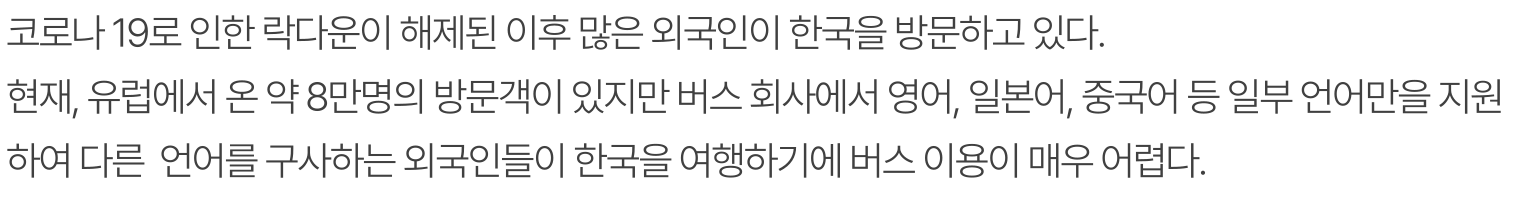 코로나 19로 인한 락다운이 해제된 이후 많은 외국인이 한국을 방문하고 있다.
현재, 유럽에서 온 약 8만명의 방문객이 있지만 버스 회사에서 영어, 일본어, 중국어 등 일부 언어만을 지원
하여 다른  언어를 구사하는 외국인들이 한국을 여행하기에 버스 이용이 매우 어렵다.